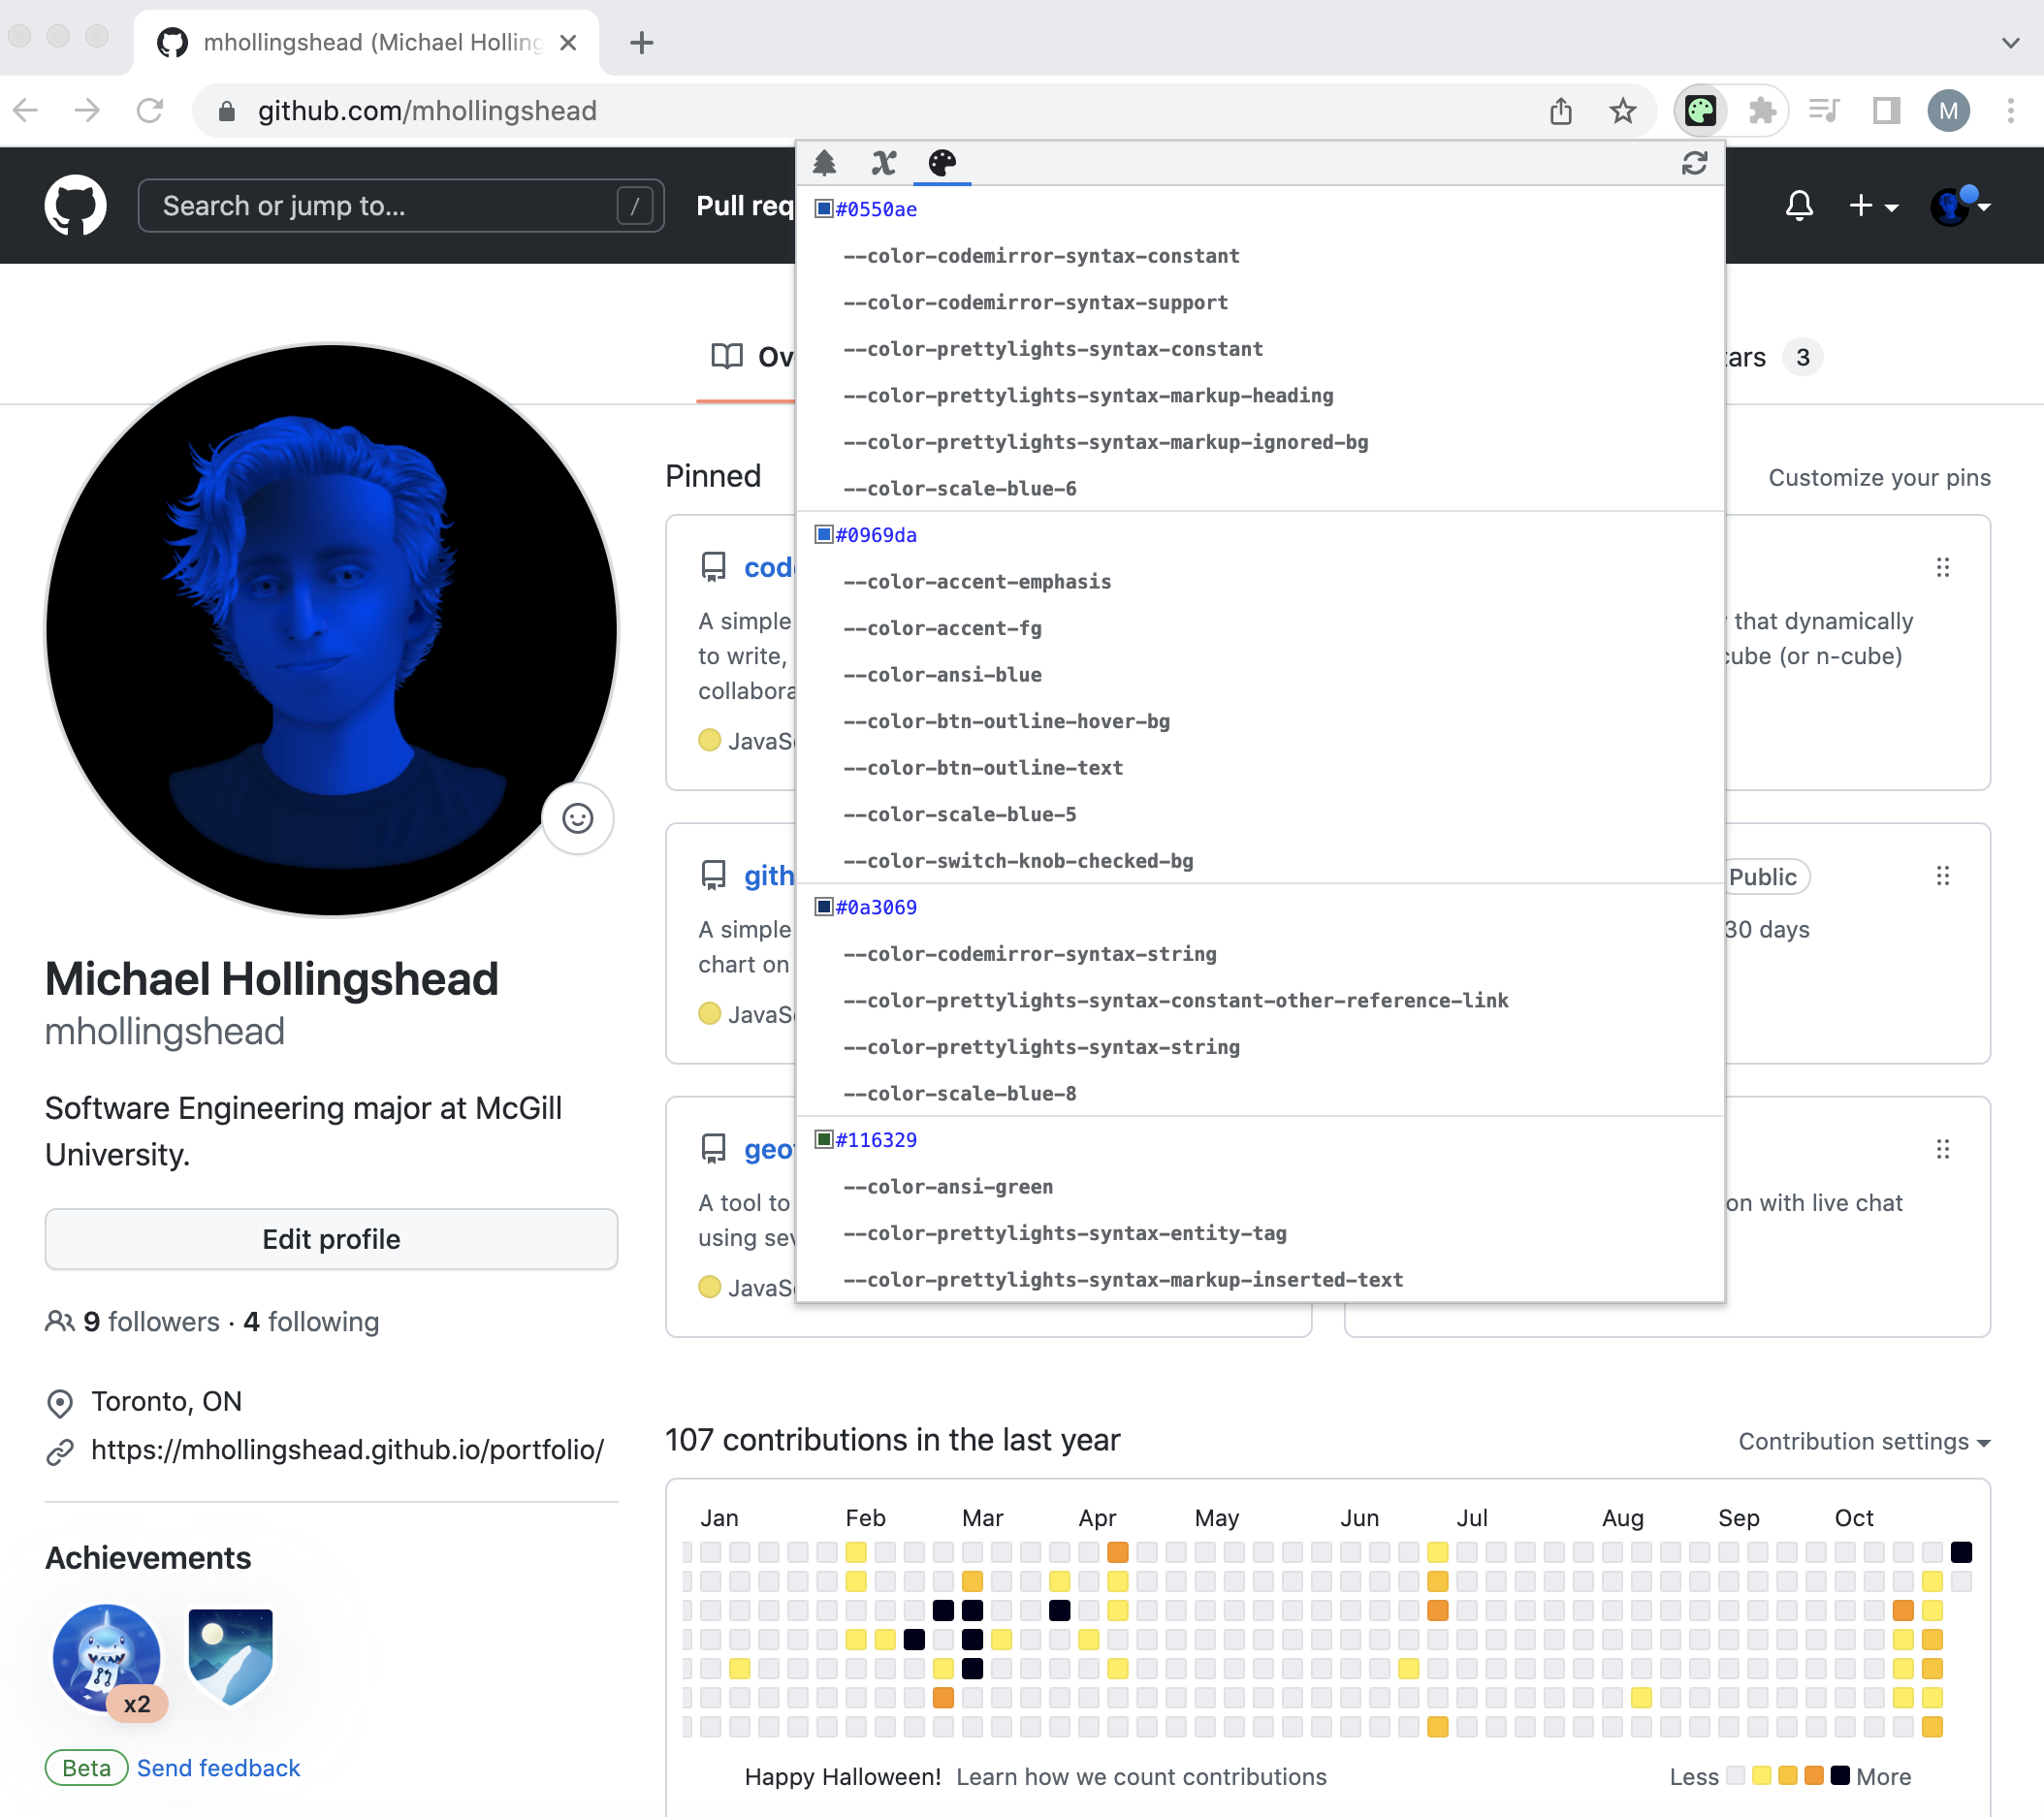 mhollingshead (Michael Holling
github.com/mhollingshead
M
Search or jump to...
/
Pull req
Ov
tars 3
#0550ae
--color-codemirror-syntax-constant
--color-codemirror-syntax-support
--color-prettylights-syntax-constant
--color-prettylights-syntax-markup-heading
--color-prettylights-syntax-markup-ignored-bg
--color-scale-blue-6
#0969da
--color-accent-emphasis
--color-accent-fg
--color-ansi-blue
--color-btn-outline-hover-bg
--color-btn-outline-text
--color-scale-blue-5
--color-switch-knob-checked-bg
#0a3069
--color-codemirror-syntax-string
--color-prettylights-syntax-constant-other-reference-link
--color-prettylights-syntax-string
--color-scale-blue-8
#116329
--color-ansi-green
--color-prettylights-syntax-entity-tag
--color-prettylights-syntax-markup-inserted-text
Michael Hollingshead
mhollingshead
Software Engineering major at McGill
University.
Edit profile
9 followers · 4 following
Toronto, ON
https://mhollingshead.github.io/portfolio/
Achievements
x2
Beta Send feedback
Pinned
Customize your pins
code
A simple
to write,
collabora
JavaSc
that dynamically
cube (or n-cube)
gith
A simple
chart on
JavaSc
Public
30 days
geo
A tool to
using sev
JavaSc
on with live chat
107 contributions in the last year
Contribution settings
Jan Feb Mar Apr May Jun Jul Aug Sep Oct
Happy Halloween! Learn how we count contributions
Less More